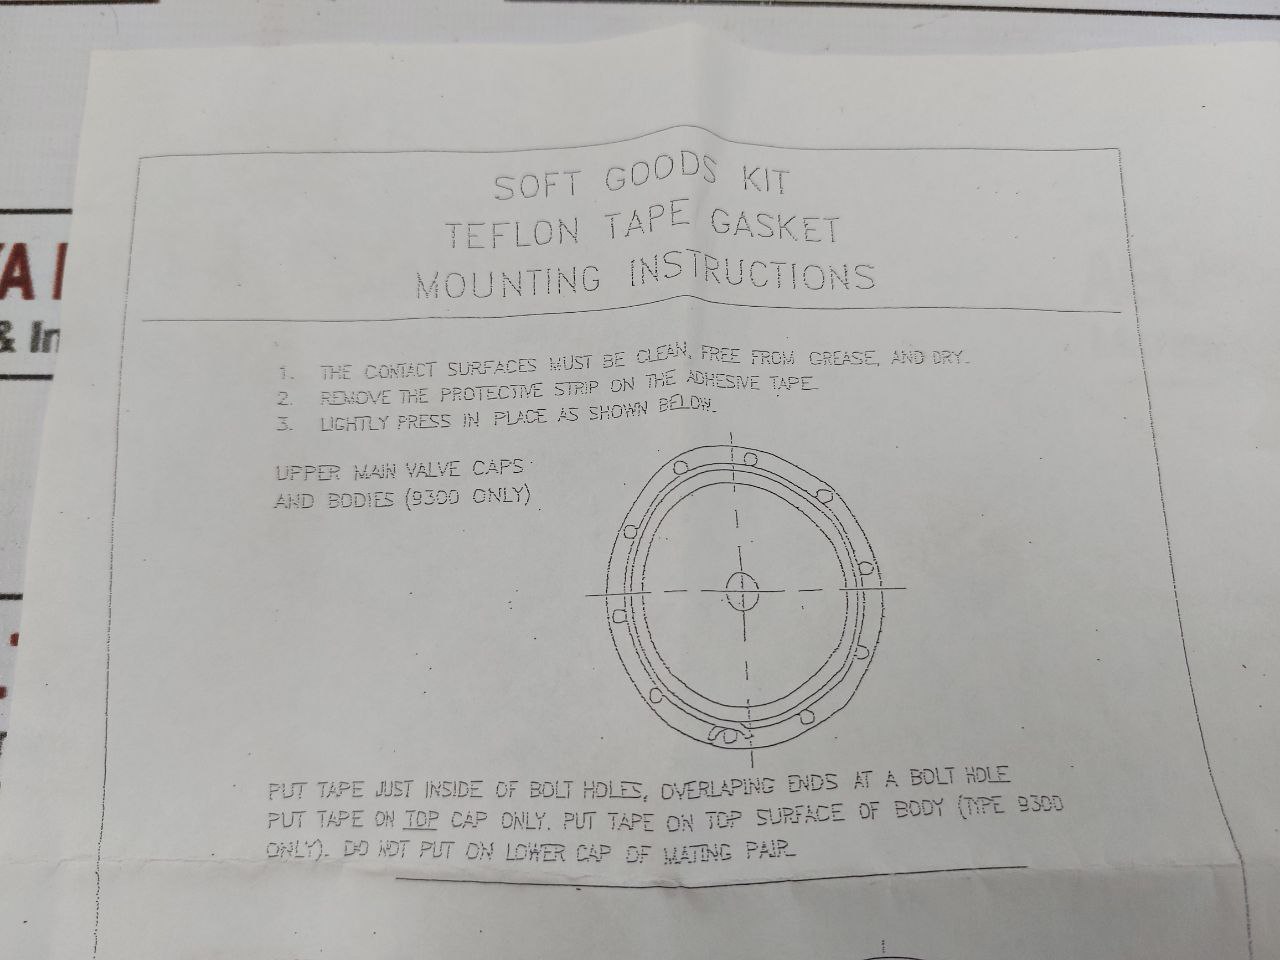 SOFT GOODS KIT
TEFLON TAPE GASKET
MOUNTING INSTRUCTIONS
1. THE CONTACT SURFACES MUST BE CLEAN, FREE FROM GREASE, AND DRY.
2. REMOVE THE PROTECTIVE STRIP ON THE ADHESIVE TAPE.
3. LIGHTLY PRESS IN PLACE AS SHOWN BELOW.
UPPER MAIN VALVE CAPS
AND BODIES (9300 ONLY)
PUT TAPE JUST INSIDE OF BOLT HOLES, OVERLAPING ENDS AT A BOLT HOLE
PUT TAPE ON TOP CAP ONLY. PUT TAPE ON TOP SURFACE OF BODY (TYPE 9300
ONLY). DO NOT PUT ON LOWER CAP OF MATING PAIR.
& In